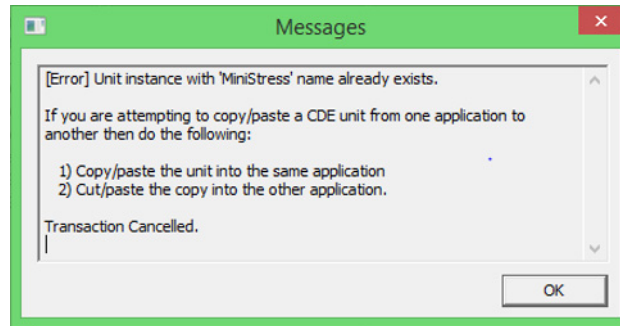 Messages
[Error] Unit instance with 'MiniStress' name already exists.
If you are attempting to copy/paste a CDE unit from one application to
another then do the following:
1) Copy/paste the unit into the same application
2) Cut/paste the copy into the other application.
Transaction Cancelled.
OK